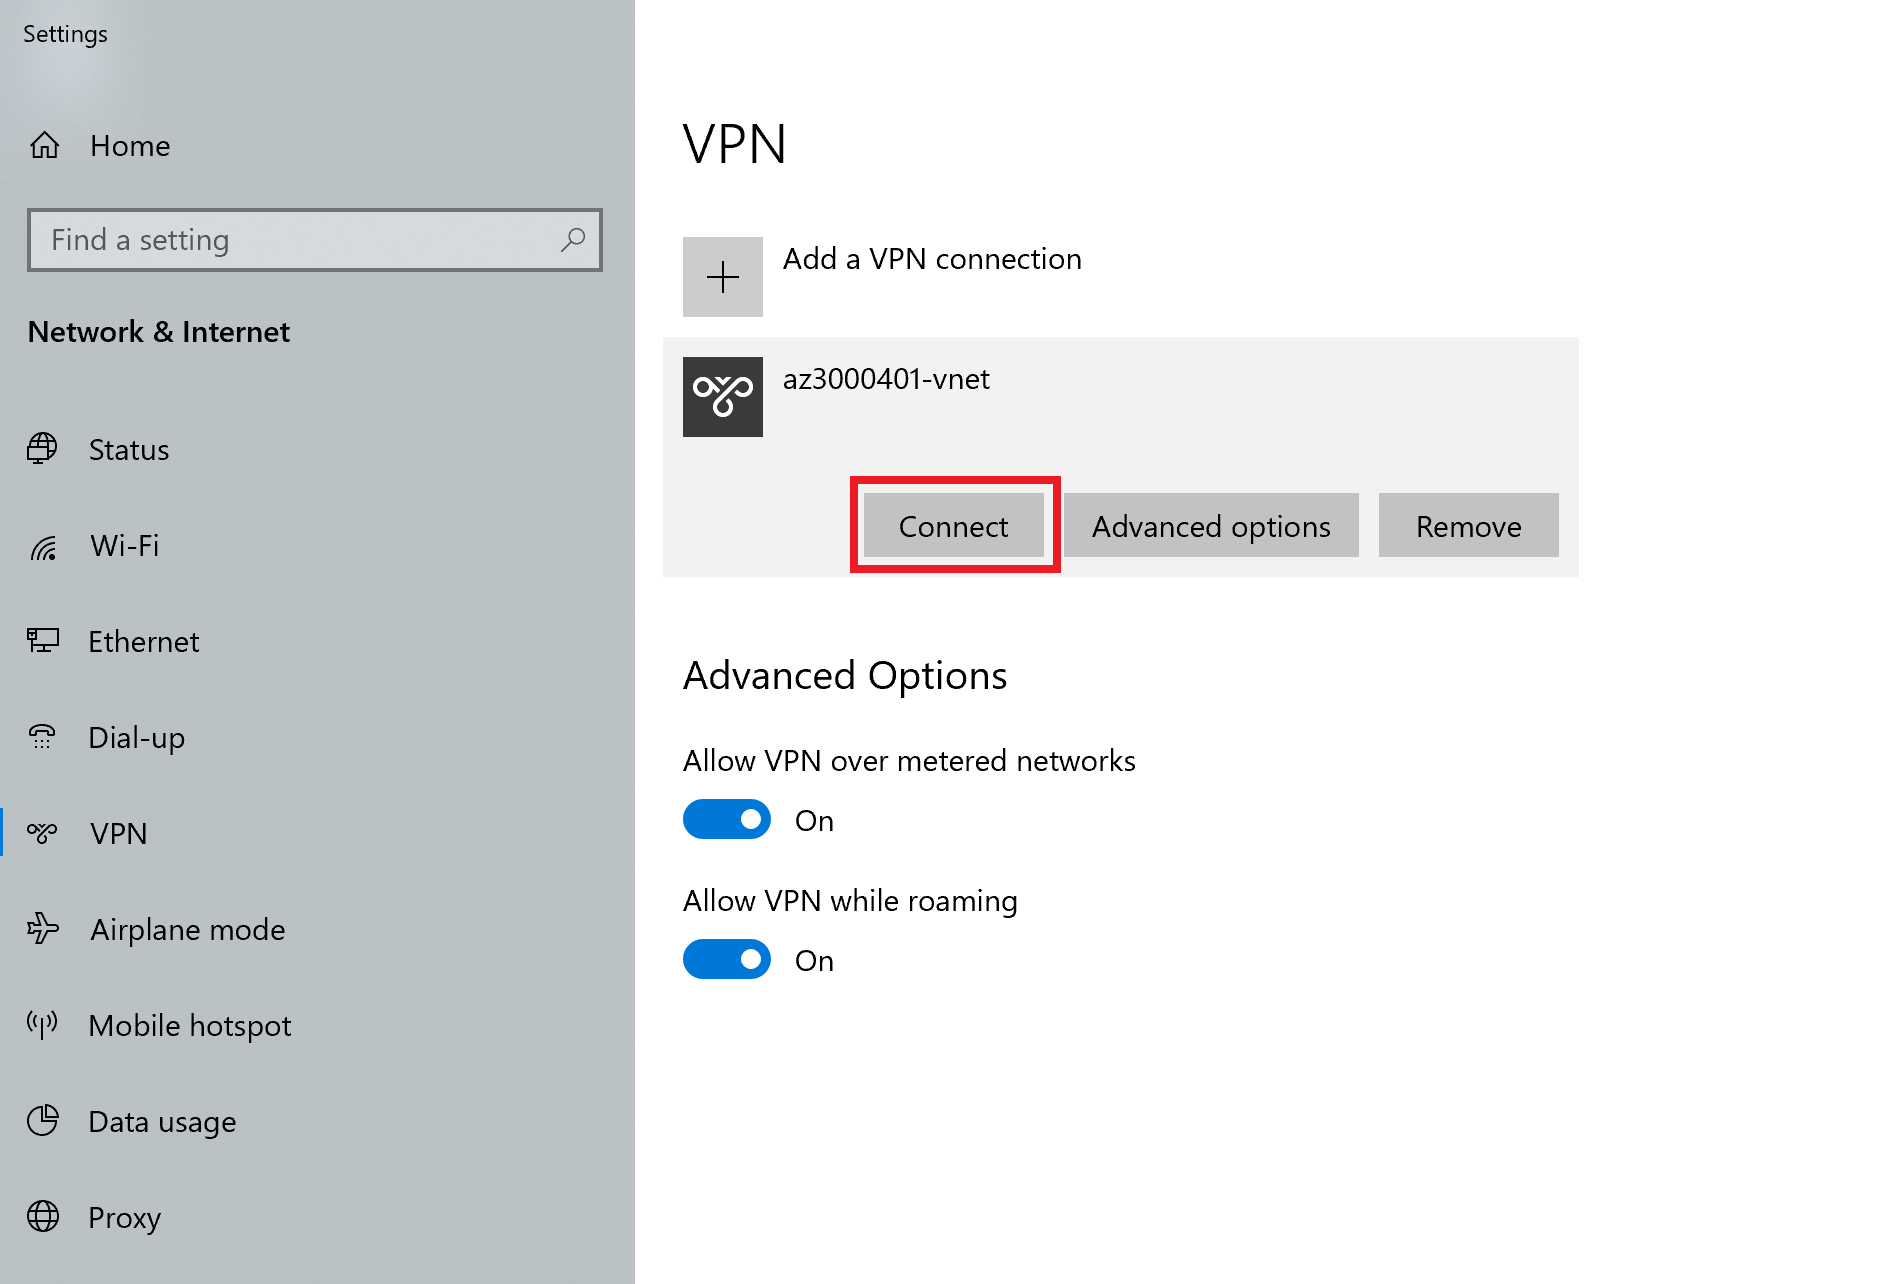 Settings
Home
Find a setting
Network & Internet
Status
Wi-Fi
Ethernet
Dial-up
VPN
Airplane mode
Mobile hotspot
Data usage
Proxy
VPN
Add a VPN connection
az3000401-vnet
Connect
Advanced options
Remove
Advanced Options
Allow VPN over metered networks
On
Allow VPN while roaming
On